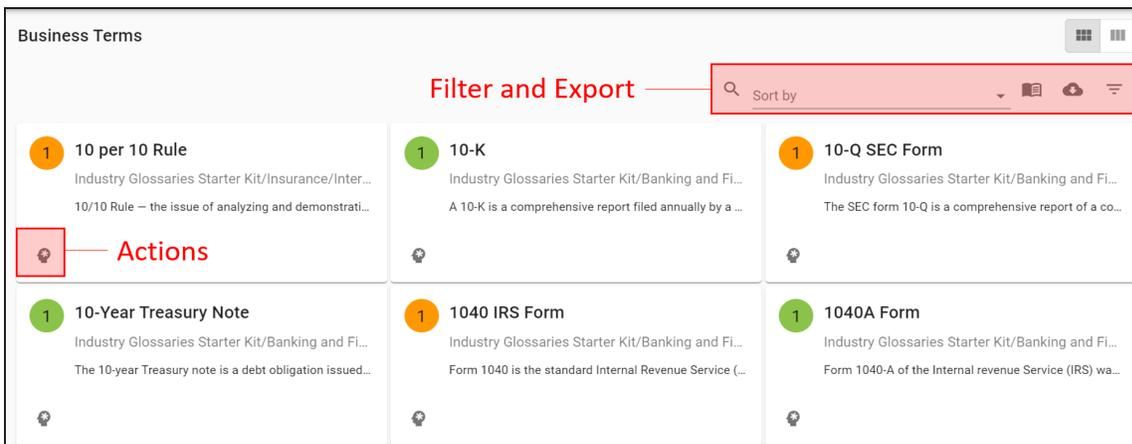 Business Terms
Filter and Export
Sort by
1
10 per 10 Rule
Industry Glossaries Starter Kit/Insurance/Inter...
10/10 Rule — the issue of analyzing and demonstrati...
Actions
1
10-K
Industry Glossaries Starter Kit/Banking and Fi...
A 10-K is a comprehensive report filed annually by a ...
1
10-Q SEC Form
Industry Glossaries Starter Kit/Banking and Fi...
The SEC form 10-Q is a comprehensive report of a co...
1
10-Year Treasury Note
Industry Glossaries Starter Kit/Banking and Fi...
The 10-year Treasury note is a debt obligation issued...
1
1040 IRS Form
Industry Glossaries Starter Kit/Banking and Fi...
Form 1040 is the standard Internal Revenue Service (...
1
1040A Form
Industry Glossaries Starter Kit/Banking and Fi...
Form 1040-A of the Internal revenue Service (IRS) wa...